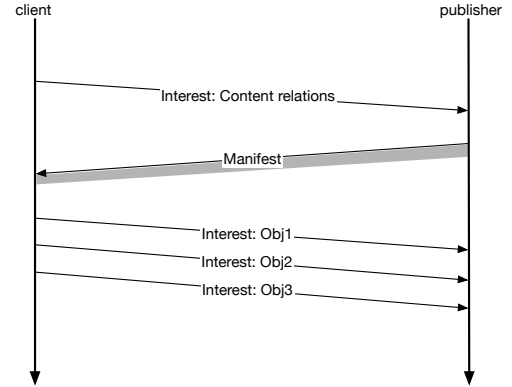 client
publisher
Interest: Content relations
Manifest
Interest: Obj1
Interest: Obj2
Interest: Obj3